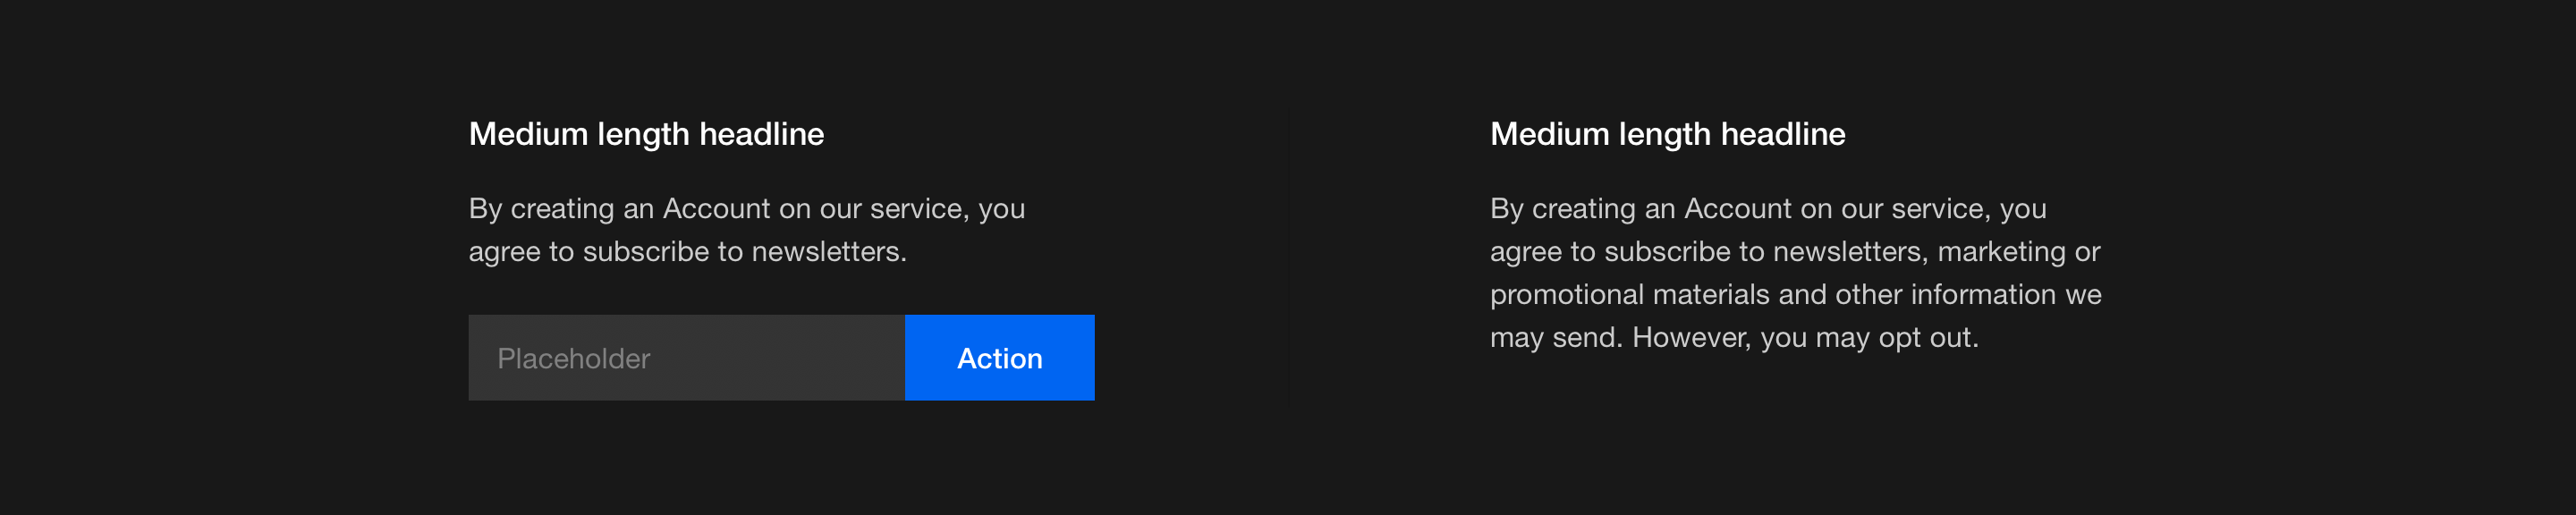 Medium length headline
By creating an Account on our service, you
agree to subscribe to newsletters.
Placeholder
Action
Medium length headline
By creating an Account on our service, you
agree to subscribe to newsletters, marketing or
promotional materials and other information we
may send. However, you may opt out.